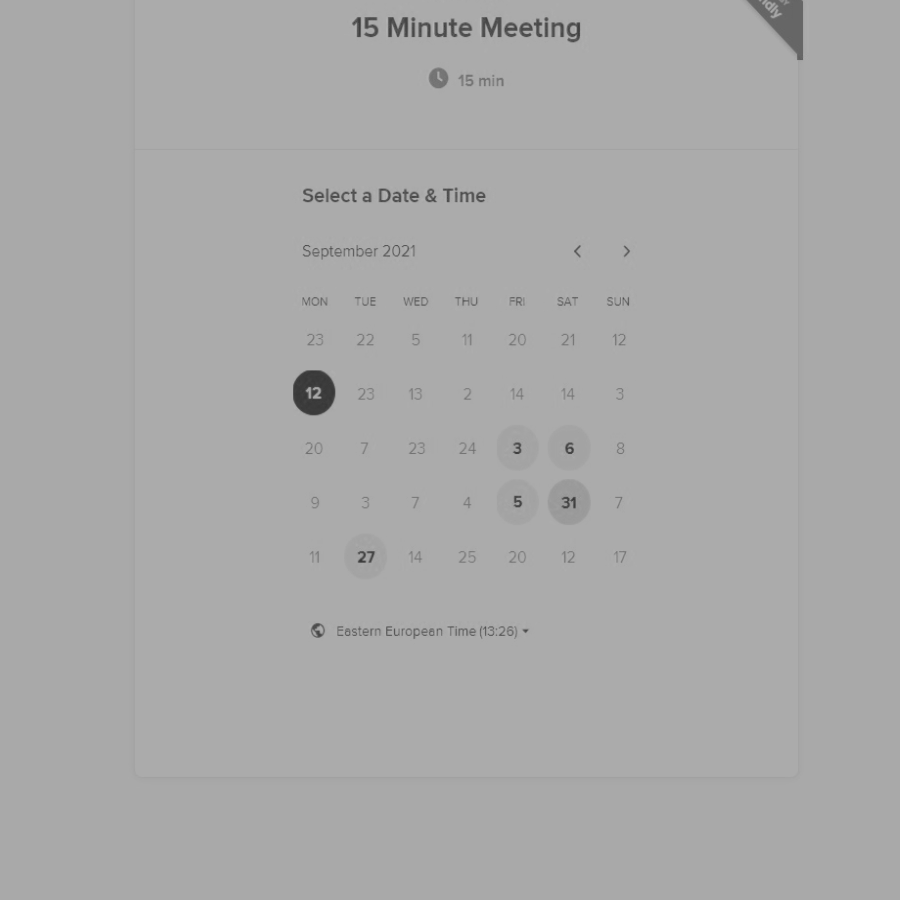 ndly
15 Minute Meeting
15 min
Select a Date & Time
September 2021
MON TUE WED THU FRI SAT SUN
23 22 5 11 20 21 12
12 23 13 2 14 14 3
20 7 23 24 3 6 8
9 3 7 4 5 31 7
11 27 14 25 20 12 17
Eastern European Time (13:26)